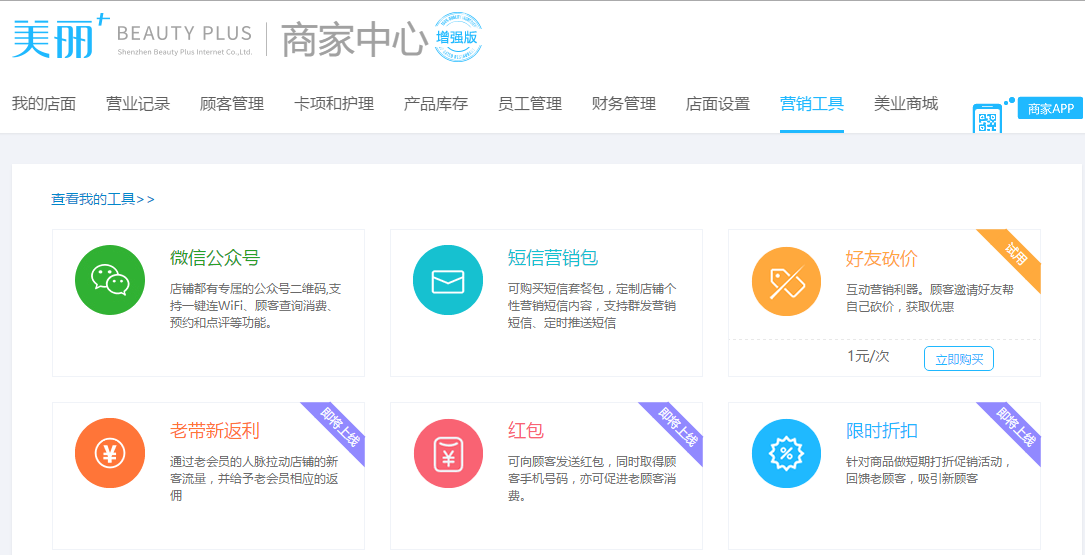 美丽+ BEAUTY PLUS
Shenzhen Beauty Plus Internet Co.,Ltd.
商家中心
增强版
我的店面 营业记录 顾客管理 卡项和护理 产品库存 员工管理 财务管理 店面设置 营销工具 美业商城
商家APP
查看我的工具>>
微信公众号
店铺都有专属的公众号二维码,支
持一键连WiFi、顾客查询消费、
预约和点评等功能。
短信营销包
可购买短信套餐包，定制店铺个
性营销短信内容，支持群发营销
短信、定时推送短信
好友砍价
试用
互动营销利器。顾客邀请好友帮
自己砍价，获取优惠
1元/次
立即购买
老带新返利
即将上线
通过老会员的人脉拉动店铺的新
客流量，并给予老会员相应的返
佣
红包
即将上线
可向顾客发送红包，同时取得顾
客手机号码，亦可促进老顾客消
费。
限时折扣
即将上线
针对商品做短期打折促销活动，
回馈老顾客，吸引新顾客